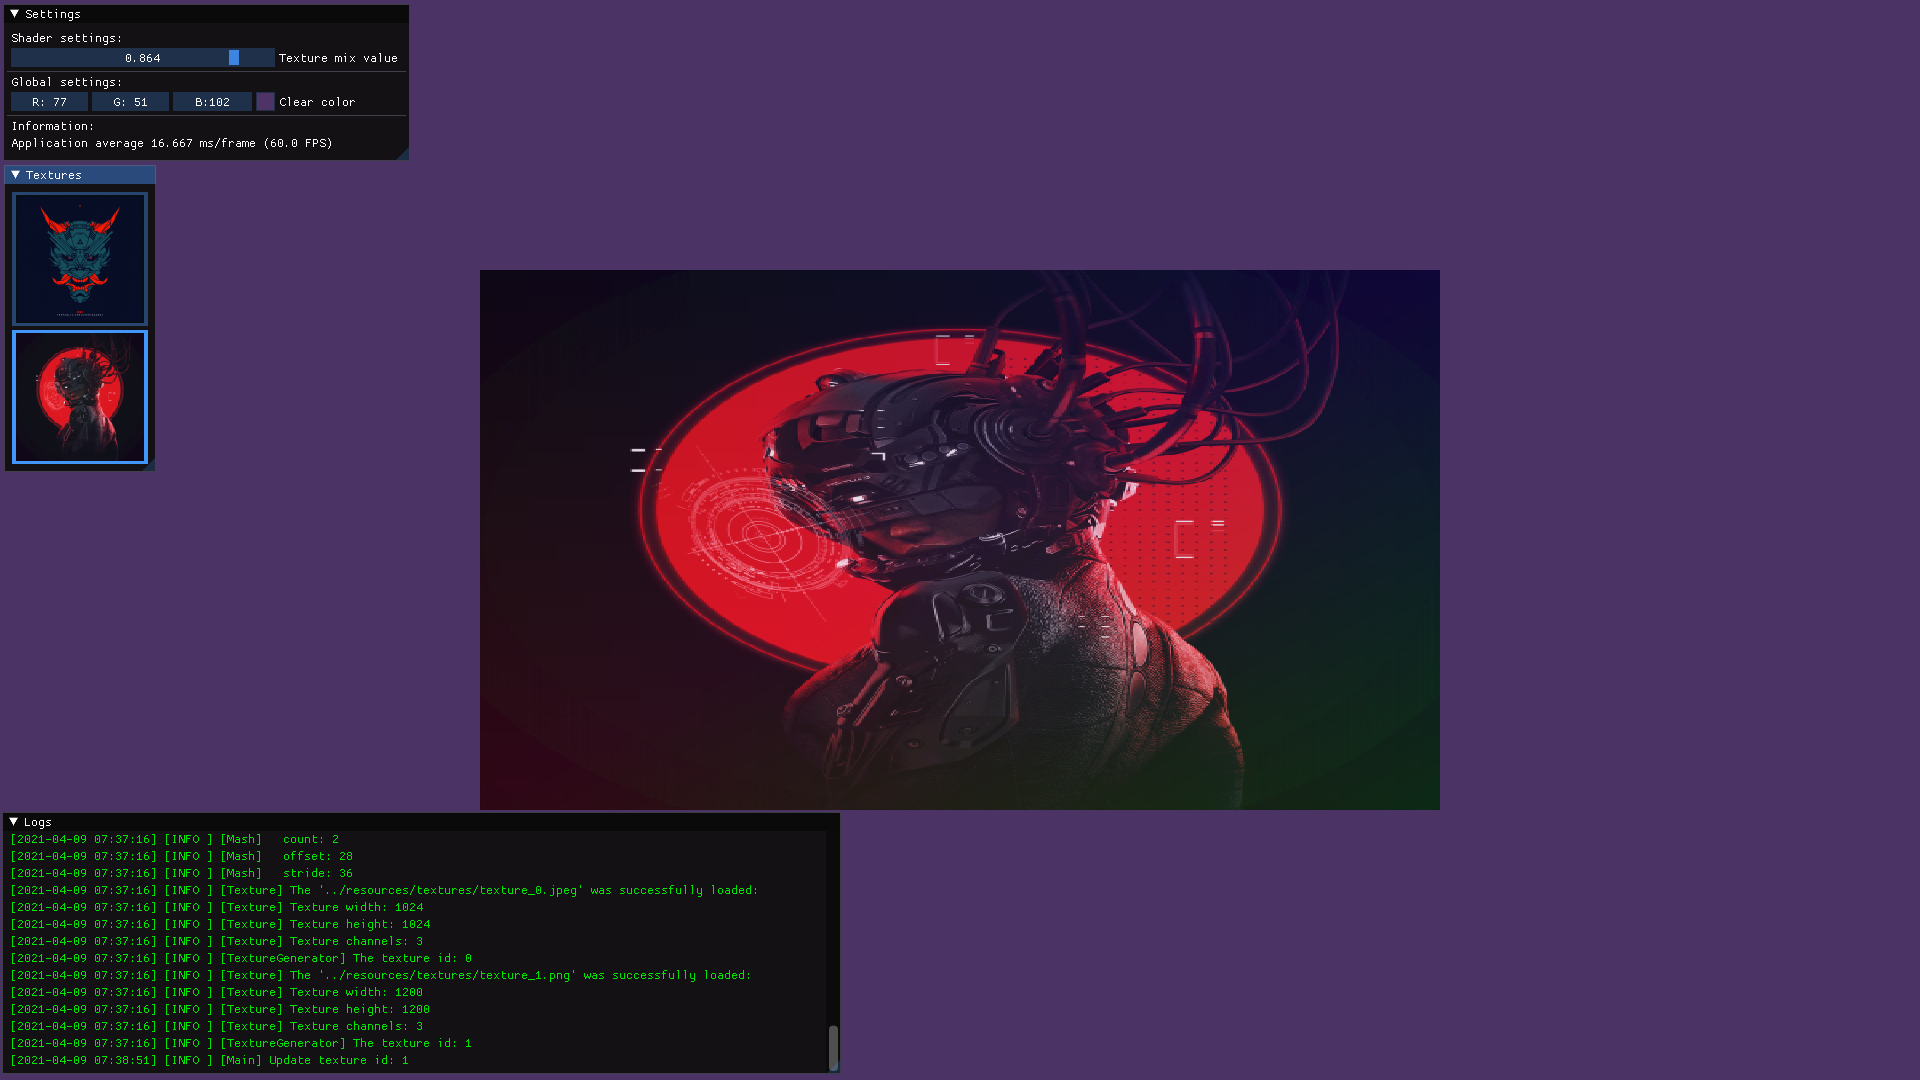 Settings
Shader settings:
0.864 Texture mix value
Global settings:
R: 77 G: 51 B:102 Clear color
Information:
Application average 16.667 ms/frame (60.0 FPS)
Textures
Logs
[2021-04-09 07:37:16] [INFO ] [Mash]   count: 2
[2021-04-09 07:37:16] [INFO ] [Mash]   offset: 28
[2021-04-09 07:37:16] [INFO ] [Mash]   stride: 36
[2021-04-09 07:37:16] [INFO ] [Texture] The '../resources/textures/texture_0.jpeg' was successfully loaded:
[2021-04-09 07:37:16] [INFO ] [Texture] Texture width: 1024
[2021-04-09 07:37:16] [INFO ] [Texture] Texture height: 1024
[2021-04-09 07:37:16] [INFO ] [Texture] Texture channels: 3
[2021-04-09 07:37:16] [INFO ] [TextureGenerator] The texture id: 0
[2021-04-09 07:37:16] [INFO ] [Texture] The '../resources/textures/texture_1.png' was successfully loaded:
[2021-04-09 07:37:16] [INFO ] [Texture] Texture width: 1200
[2021-04-09 07:37:16] [INFO ] [Texture] Texture height: 1200
[2021-04-09 07:37:16] [INFO ] [Texture] Texture channels: 3
[2021-04-09 07:37:16] [INFO ] [TextureGenerator] The texture id: 1
[2021-04-09 07:38:51] [INFO ] [Main] Update texture id: 1